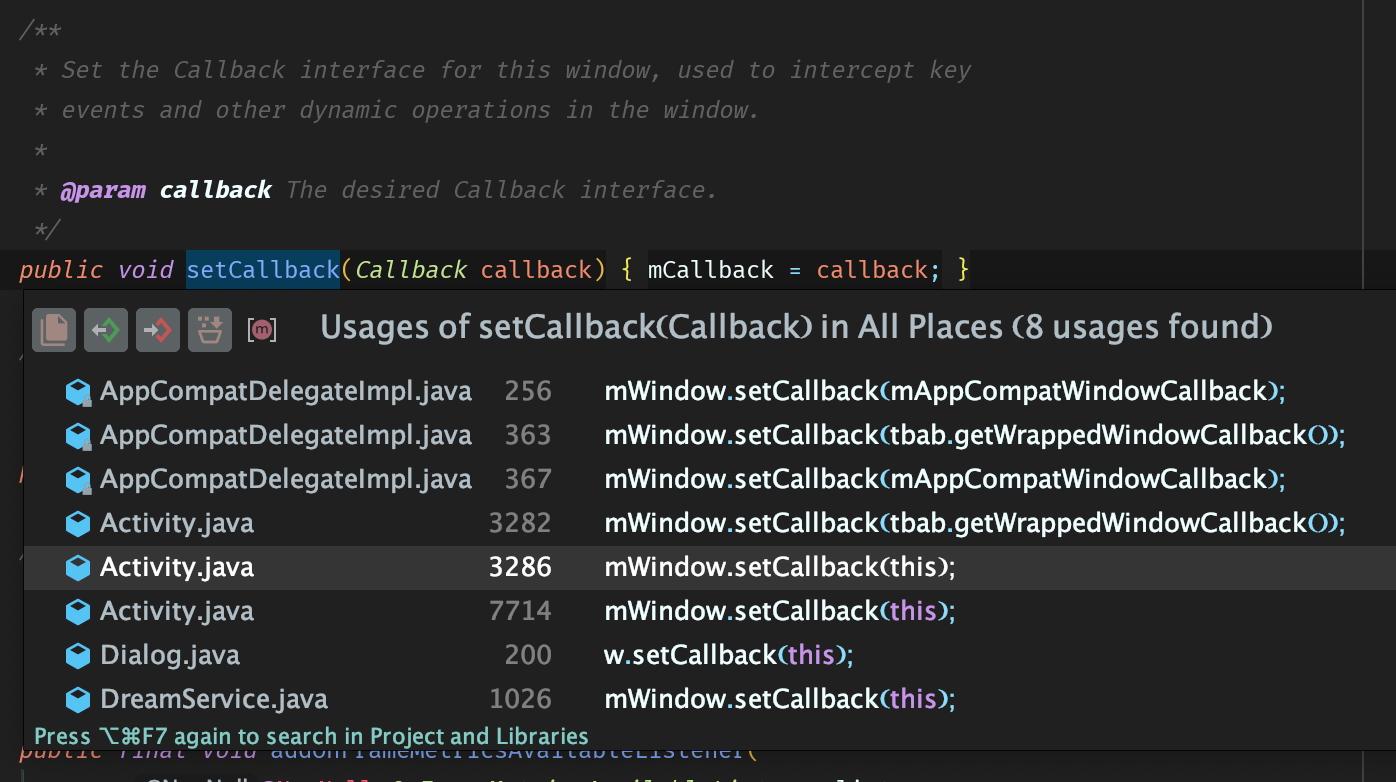 /**
* Set the Callback interface for this window, used to intercept key
* events and other dynamic operations in the window.
*
* @param callback The desired Callback interface.
*/
public void setCallback(Callback callback) { mCallback = callback; }
[m] Usages of setCallback(Callback) in All Places (8 usages found)
AppCompatDelegateImpl.java 256 mWindow.setCallback(mAppCompatWindowCallback);
AppCompatDelegateImpl.java 363 mWindow.setCallback(tbab.getWrappedWindowCallback());
AppCompatDelegateImpl.java 367 mWindow.setCallback(mAppCompatWindowCallback);
Activity.java 3282 mWindow.setCallback(tbab.getWrappedWindowCallback());
Activity.java 3286 mWindow.setCallback(this);
Activity.java 7714 mWindow.setCallback(this);
Dialog.java 200 w.setCallback(this);
DreamService.java 1026 mWindow.setCallback(this);
Press ⌥⌘F7 again to search in Project and Libraries
public final void addOnFrameMetricsAvailableListener(